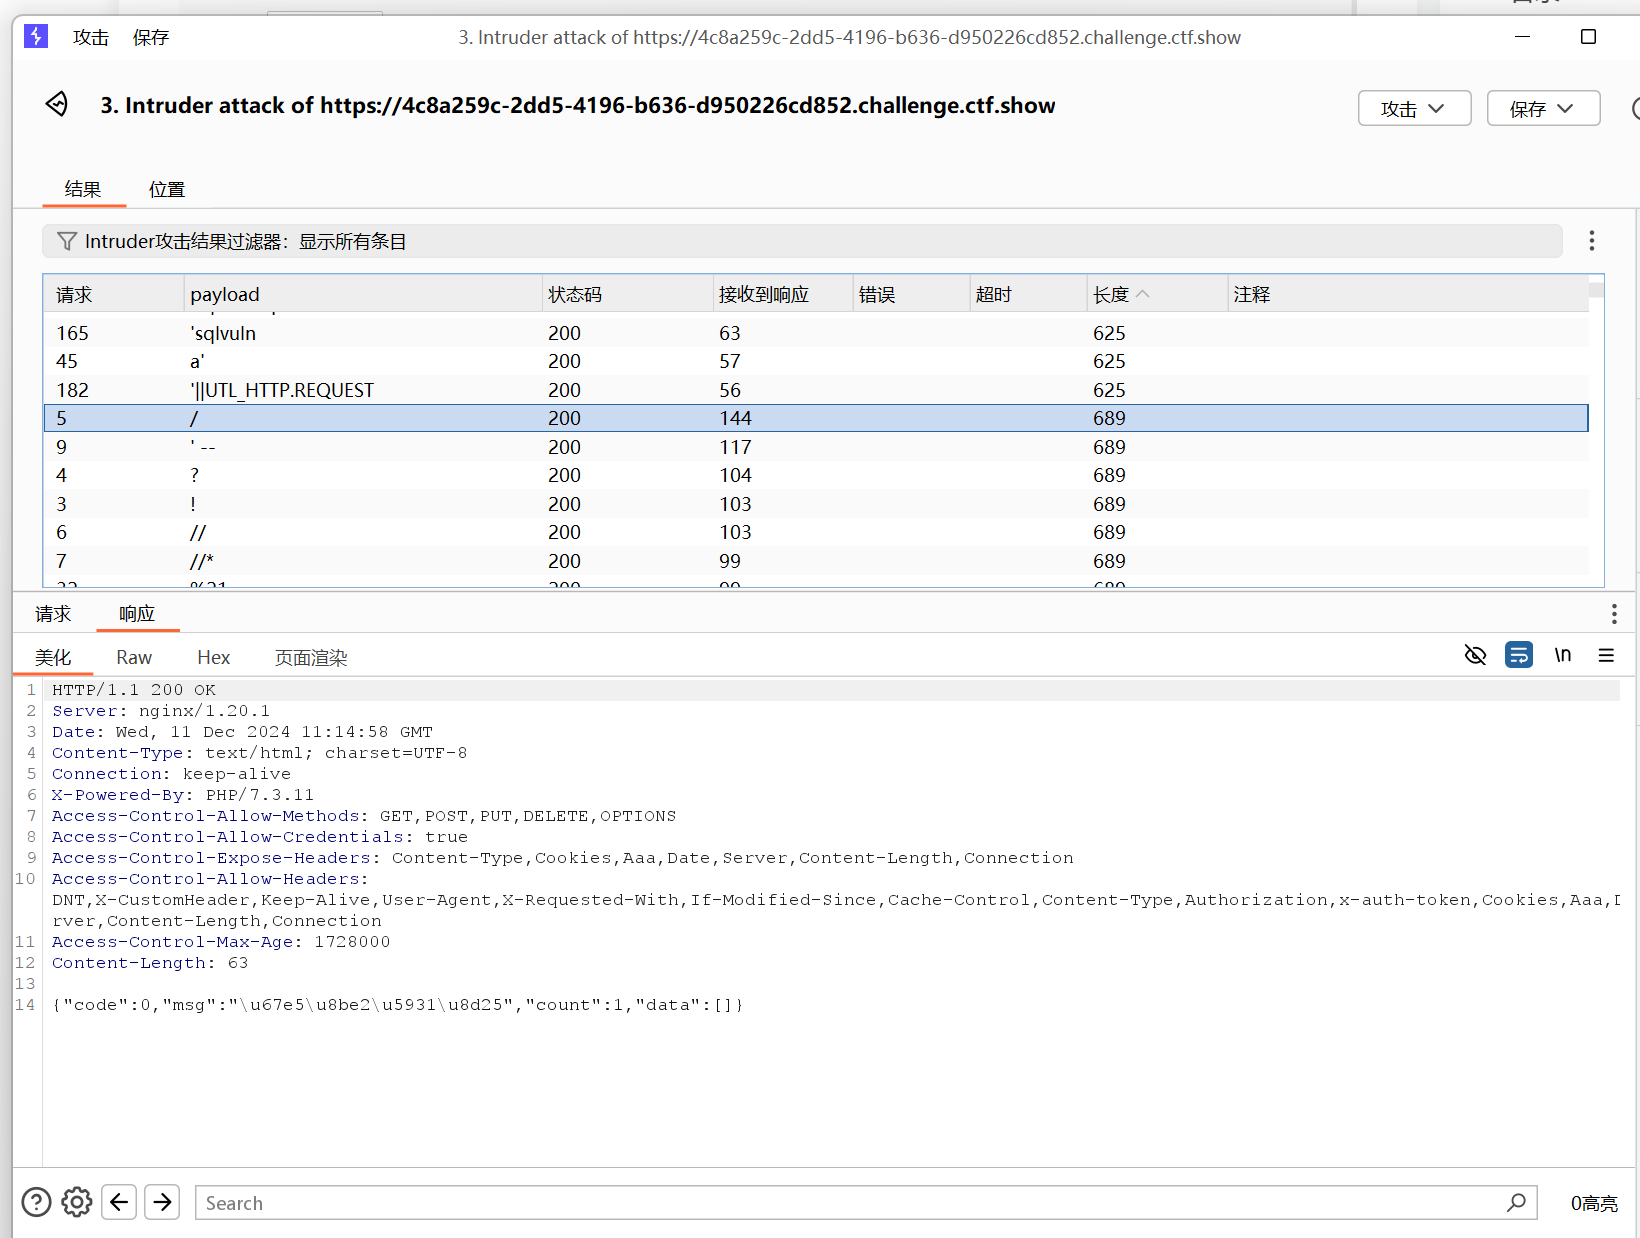 攻击 保存 3. Intruder attack of https://4c8a259c-2dd5-4196-b636-d950226cd852.challenge.ctf.show
3. Intruder attack of https://4c8a259c-2dd5-4196-b636-d950226cd852.challenge.ctf.show 攻击 保存
结果 位置
Intruder攻击结果过滤器：显示所有条目
请求 payload 状态码 接收到响应 错误 超时 长度 注释
165 'sqlvuln 200 63 625
45 a' 200 57 625
182 '||UTL_HTTP.REQUEST 200 56 625
5 / 200 144 689
9 ' -- 200 117 689
4 ? 200 104 689
3 ! 200 103 689
6 // 200 103 689
7 //* 200 99 689
请求 响应
美化 Raw Hex 页面渲染 \n
1 HTTP/1.1 200 OK
2 Server: nginx/1.20.1
3 Date: Wed, 11 Dec 2024 11:14:58 GMT
4 Content-Type: text/html; charset=UTF-8
5 Connection: keep-alive
6 X-Powered-By: PHP/7.3.11
7 Access-Control-Allow-Methods: GET,POST,PUT,DELETE,OPTIONS
8 Access-Control-Allow-Credentials: true
9 Access-Control-Expose-Headers: Content-Type,Cookies,Aaa,Date,Server,Content-Length,Connection
10 Access-Control-Allow-Headers:
DNT,X-CustomHeader,Keep-Alive,User-Agent,X-Requested-With,If-Modified-Since,Cache-Control,Content-Type,Authorization,x-auth-token,Cookies,Aaa,
rver,Content-Length,Connection
11 Access-Control-Max-Age: 1728000
12 Content-Length: 63
13
14 {"code":0,"msg":"\u67e5\u8be2\u5931\u8d25","count":1,"data":[]}
Search 0高亮